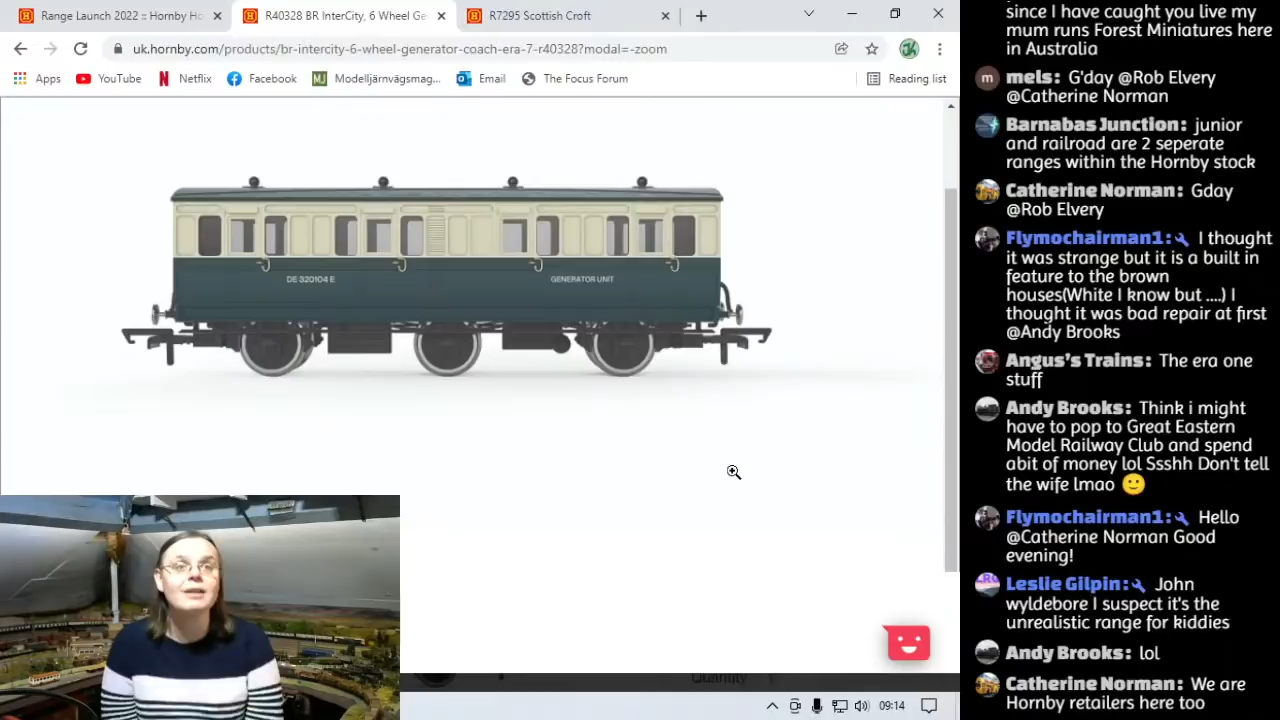 Range Launch 2022 :: Hornby Ho
R40328 BR InterCity, 6 Wheel Ge
R7295 Scottish Croft
uk.hornby.com/products/br-intercity-6-wheel-generator-coach-era-7-r40328?modal=-zoom
Apps
YouTube
Netflix
Facebook
MJ
Modelljärnvägsmag...
Email
The Focus Forum
Reading list
DE 320104 E
GENERATOR UNIT
Quantity
09:14
since I have caught you live my
mum runs Forest Miniatures here
in Australia
m mels: G'day @Rob Elvery
@Catherine Norman
Barnabas Junction: junior
and railroad are 2 seperate
ranges within the Hornby stock
Catherine Norman: Gday
@Rob Elvery
Flymochairman1: I thought
it was strange but it is a built in
feature to the brown
houses(White I know but ....) I
thought it was bad repair at first
@Andy Brooks
Angus's Trains: The era one
stuff
Andy Brooks: Think i might
have to pop to Great Eastern
Model Railway Club and spend
abit of money lol Ssshh Don't tell
the wife lmao
Flymochairman1: Hello
@Catherine Norman Good
evening!
Leslie Gilpin: John
wyldebore I suspect it's the
unrealistic range for kiddies
Andy Brooks: lol
Catherine Norman: We are
Hornby retailers here too